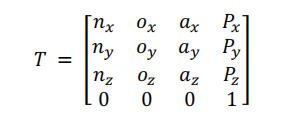 T = [ n_x o_x a_x P_x
n_y o_y a_y P_y
n_z o_z a_z P_z
0 0 0 1 ]